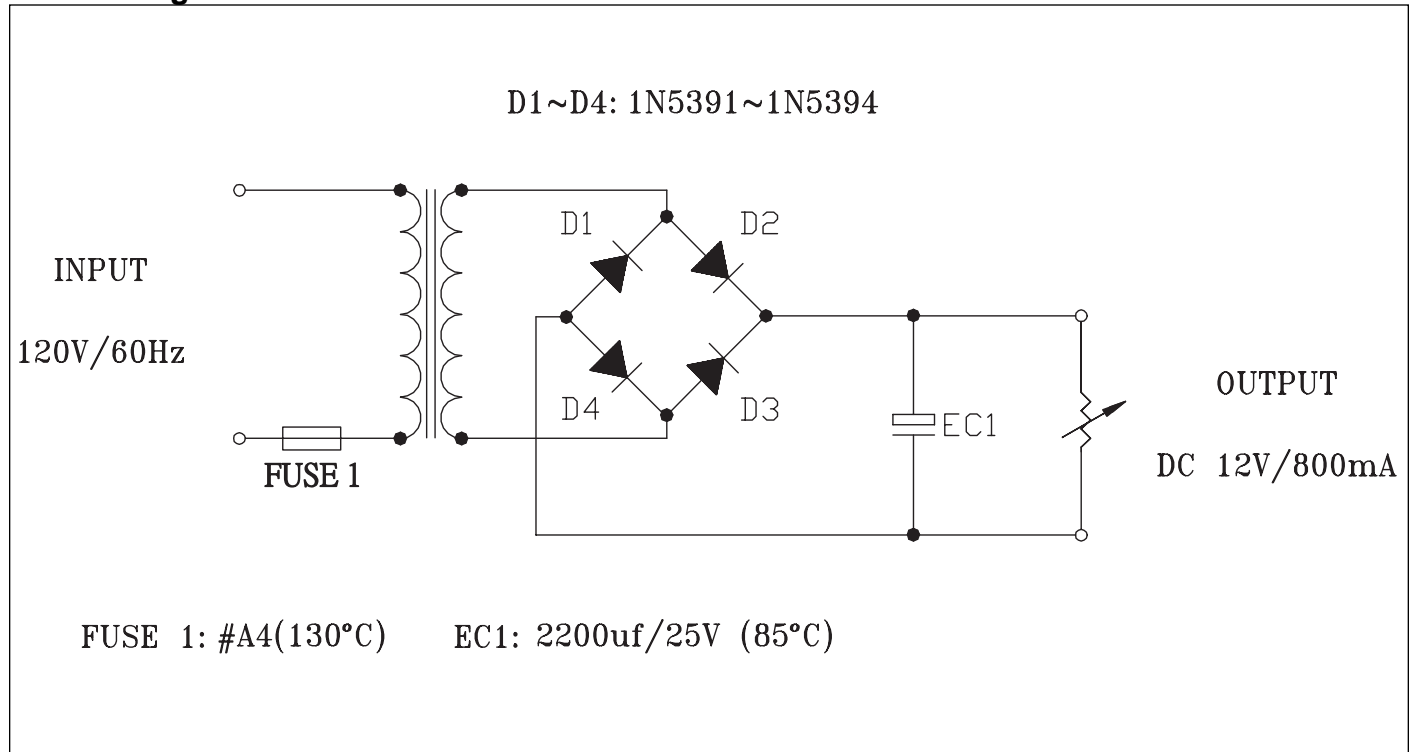 D1~D4: 1N5391~1N5394
D1
D2
INPUT
120V/60Hz
D4
D3
FUSE 1
EC1
OUTPUT
DC 12V/800mA
FUSE 1: #A4(130°C)
EC1: 2200uf/25V (85°C)